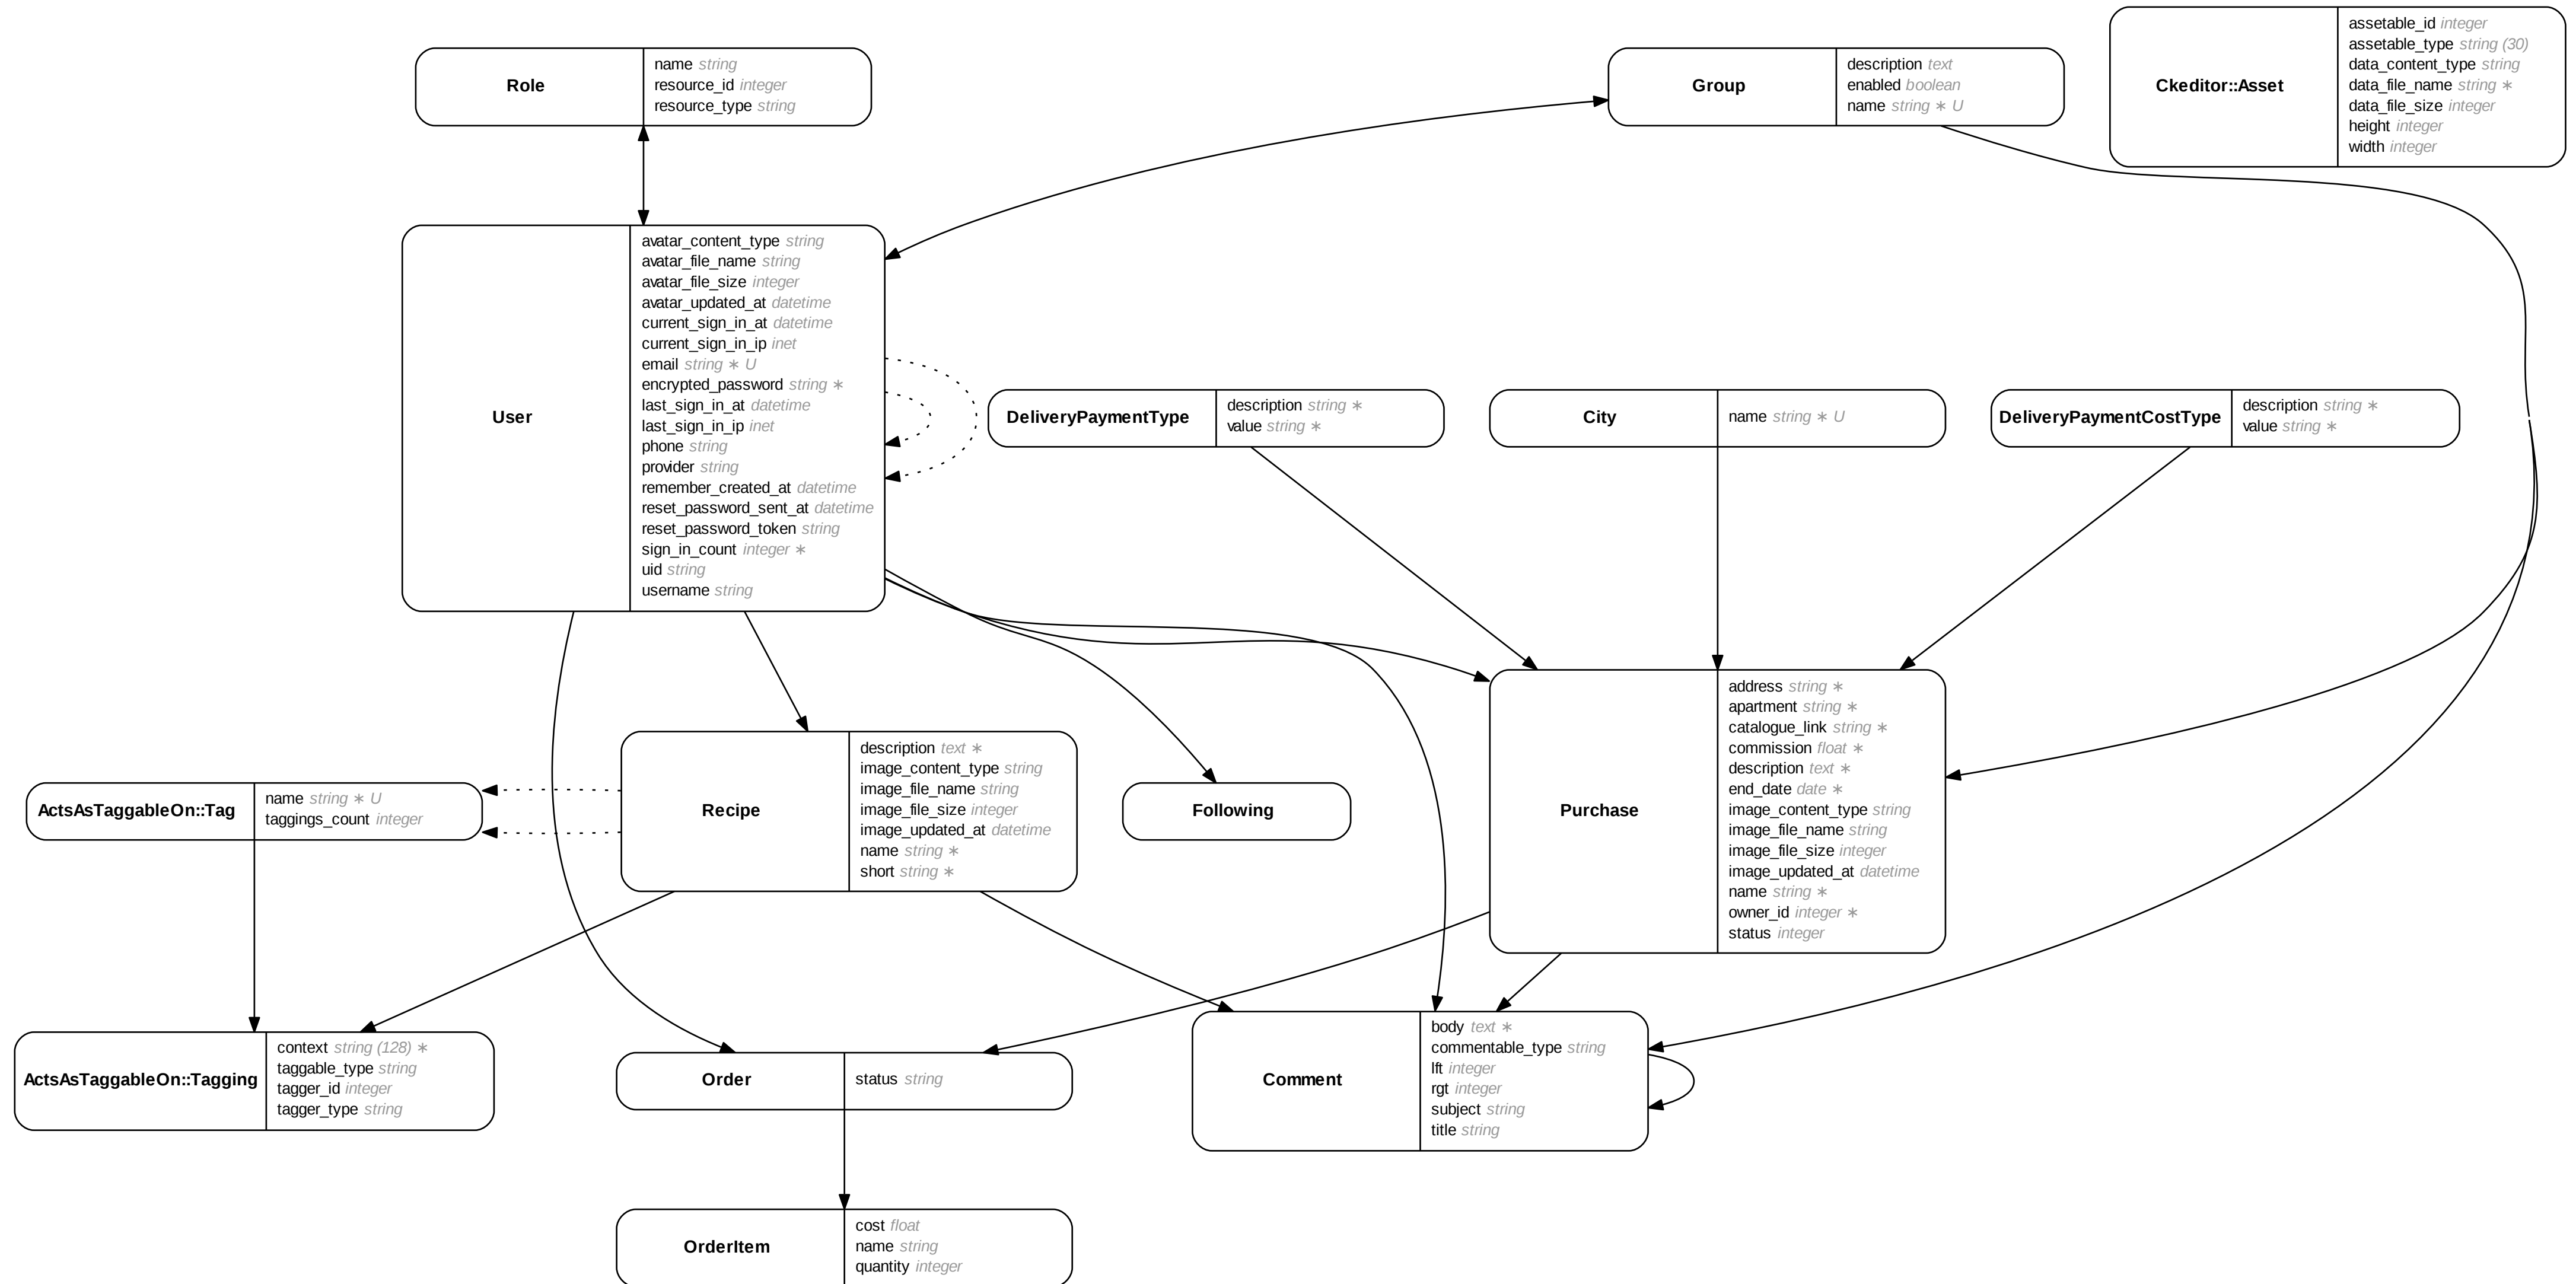 Role
name string
resource_id integer
resource_type string
Group
description text
enabled boolean
name string ∗ U
Ckeditor::Asset
assetable_id integer
assetable_type string (30)
data_content_type string
data_file_name string ∗
data_file_size integer
height integer
width integer
User
avatar_content_type string
avatar_file_name string
avatar_file_size integer
avatar_updated_at datetime
current_sign_in_at datetime
current_sign_in_ip inet
email string ∗ U
encrypted_password string ∗
last_sign_in_at datetime
last_sign_in_ip inet
phone string
provider string
remember_created_at datetime
reset_password_sent_at datetime
reset_password_token string
sign_in_count integer ∗
uid string
username string
DeliveryPaymentType
description string ∗
value string ∗
City
name string ∗ U
DeliveryPaymentCostType
description string ∗
value string ∗
ActsAsTaggableOn::Tag
name string ∗ U
taggings_count integer
Recipe
description text ∗
image_content_type string
image_file_name string
image_file_size integer
image_updated_at datetime
name string ∗
short string ∗
Following
Purchase
address string ∗
apartment string ∗
catalogue_link string ∗
commission float ∗
description text ∗
end_date date ∗
image_content_type string
image_file_name string
image_file_size integer
image_updated_at datetime
name string ∗
owner_id integer ∗
status integer
ActsAsTaggableOn::Tagging
context string (128) ∗
taggable_type string
tagger_id integer
tagger_type string
Order
status string
Comment
body text ∗
commentable_type string
lft integer
rgt integer
subject string
title string
OrderItem
cost float
name string
quantity integer